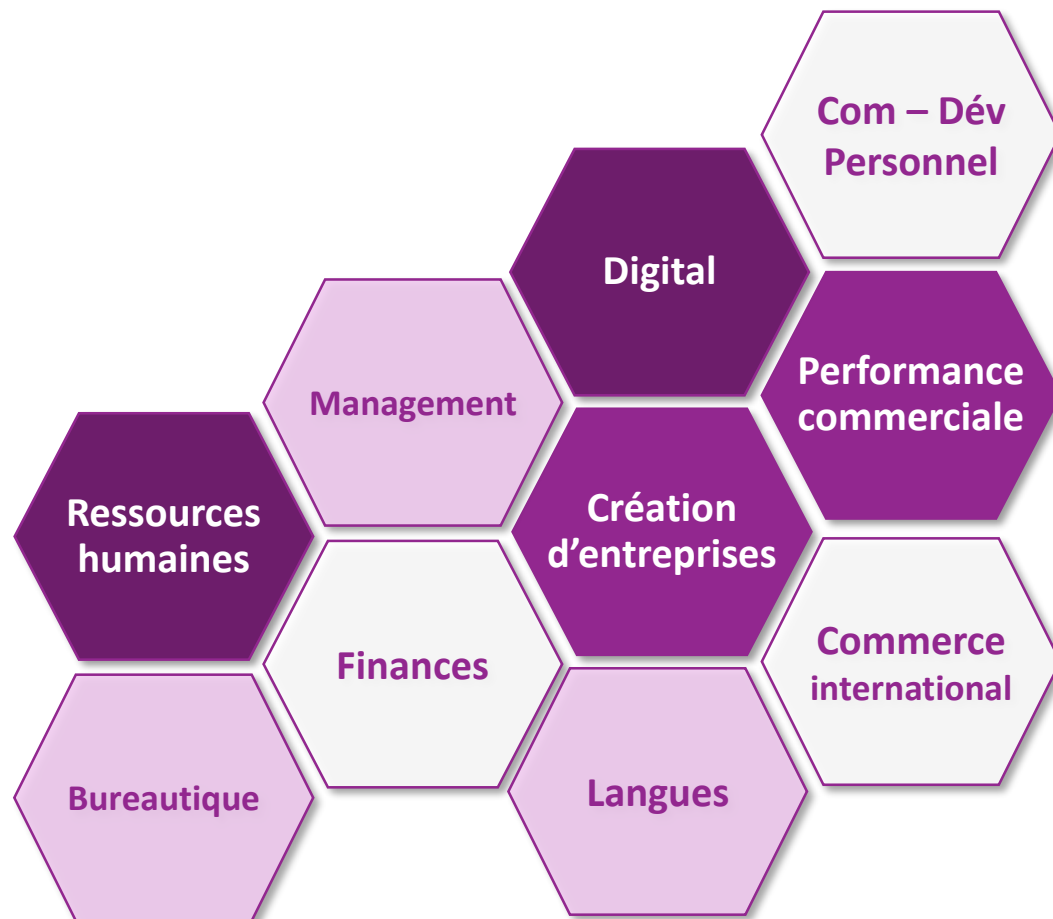 Com – Dév
Personnel
Digital
Performance
commerciale
Management
Création
d’entreprises
Ressources
humaines
Commerce
international
Finances
Langues
Bureautique